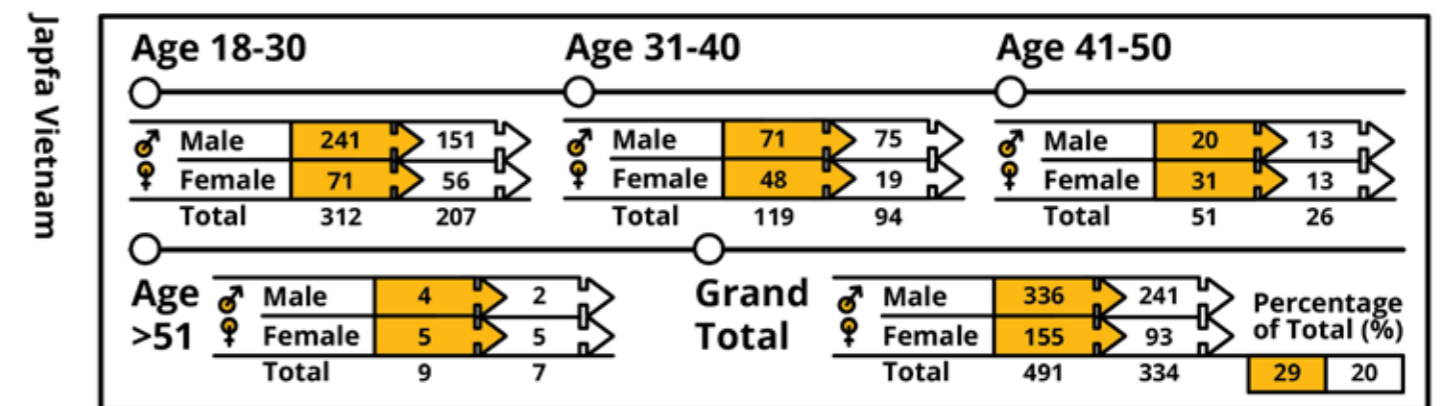 Japfa Vietnam
Age 18-30 Age 31-40 Age 41-50
Male 241 151 Male 71 75 Male 20 13
Female 71 56 Female 48 19 Female 31 13
Total 312 207 Total 119 94 Total 51 26
Age >51
Male 4 2
Female 5 5
Total 9 7
Grand Total
Male 336 241
Female 155 93
Total 491 334
Percentage
of Total (%)
29 20